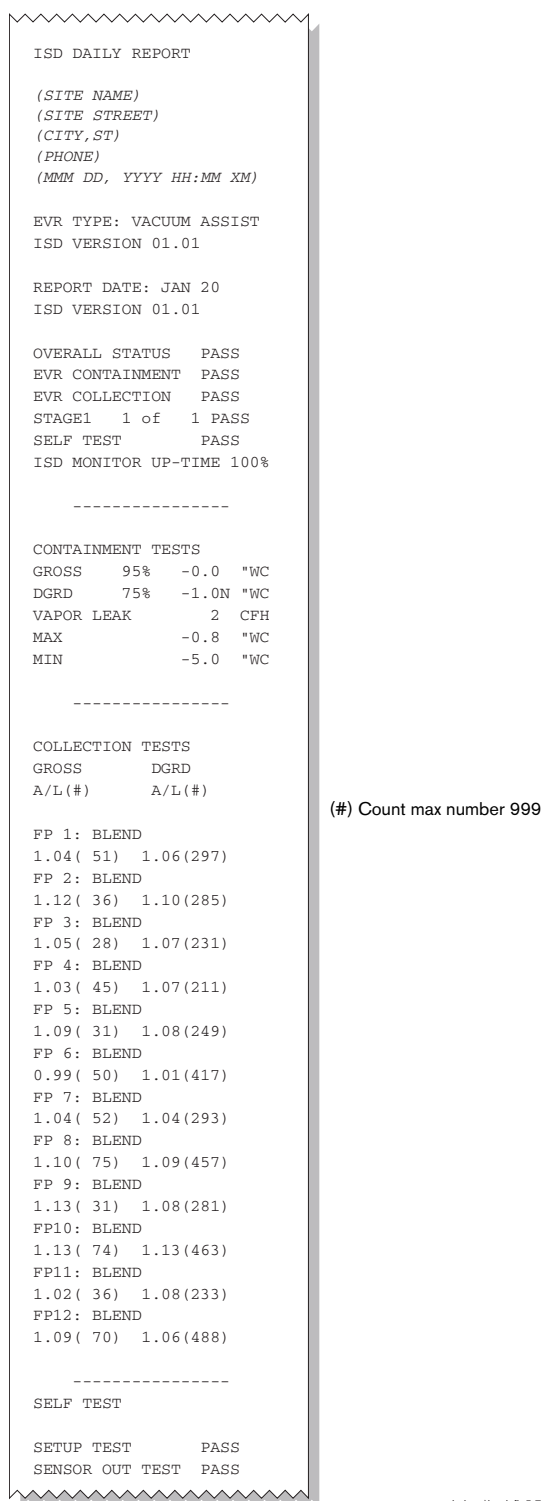 ISD DAILY REPORT
(SITE NAME)
(SITE STREET)
(CITY,ST)
(PHONE)
(MMM DD, YYYY HH:MM XM)
EVR TYPE: VACUUM ASSIST
ISD VERSION 01.01
REPORT DATE: JAN 20
ISD VERSION 01.01
OVERALL STATUS PASS
EVR CONTAINMENT PASS
EVR COLLECTION PASS
STAGE1 1 of 1 PASS
SELF TEST PASS
ISD MONITOR UP-TIME 100%
----------------
CONTAINMENT TESTS
GROSS 95% -0.0 "WC
DGRD 75% -1.0N "WC
VAPOR LEAK 2 CFH
MAX -0.8 "WC
MIN -5.0 "WC
----------------
COLLECTION TESTS
GROSS DGRD
A/L(#) A/L(#)
(#) Count max number 999
FP 1: BLEND
1.04( 51) 1.06(297)
FP 2: BLEND
1.12( 36) 1.10(285)
FP 3: BLEND
1.05( 28) 1.07(231)
FP 4: BLEND
1.03( 45) 1.07(211)
FP 5: BLEND
1.09( 31) 1.08(249)
FP 6: BLEND
0.99( 50) 1.01(417)
FP 7: BLEND
1.04( 52) 1.04(293)
FP 8: BLEND
1.10( 75) 1.09(457)
FP 9: BLEND
1.13( 31) 1.08(281)
FP10: BLEND
1.13( 74) 1.13(463)
FP11: BLEND
1.02( 36) 1.08(233)
FP12: BLEND
1.09( 70) 1.06(488)
----------------
SELF TEST
SETUP TEST PASS
SENSOR OUT TEST PASS